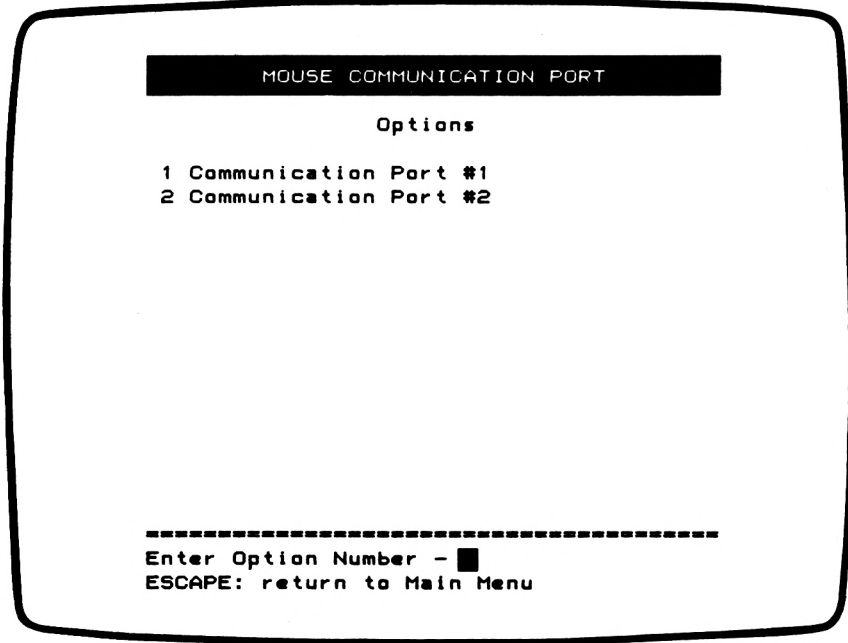 MOUSE COMMUNICATION PORT
Options
1 Communication Port #1
2 Communication Port #2
========================================
Enter Option Number -
ESCAPE: return to Main Menu